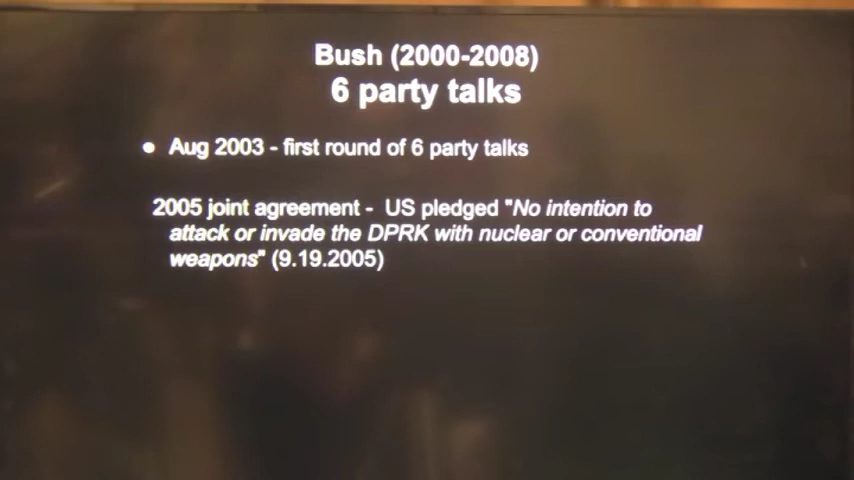 Bush (2000-2008)
6 party talks
● Aug 2003 - first round of 6 party talks
2005 joint agreement - US pledged "No intention to
attack or invade the DPRK with nuclear or conventional
weapons" (9.19.2005)